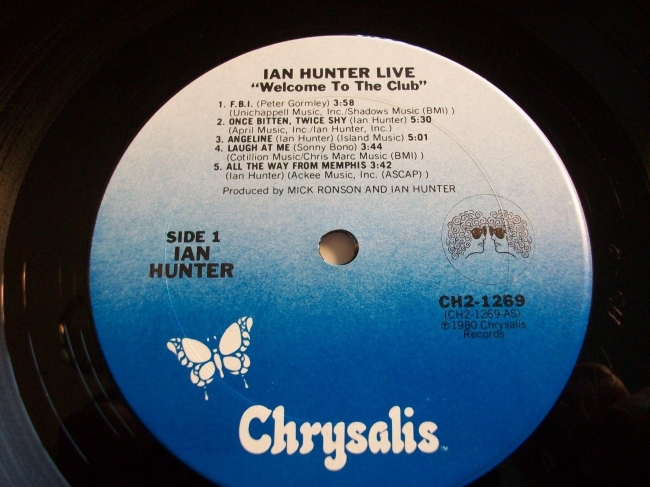 IAN HUNTER LIVE
"Welcome To The Club"
1. F.B.I. (Peter Gormley) 3:58
(Unichappell Music, Inc./Shadows Music (BMI) )
2. ONCE BITTEN, TWICE SHY (Ian Hunter) 5:30
(April Music, Inc./Ian Hunter, Inc.)
3. ANGELINE (Ian Hunter) (Island Music) 5:01
4. LAUGH AT ME (Sonny Bono) 3:44
(Cotillion Music/Chris Marc Music (BMI) )
5. ALL THE WAY FROM MEMPHIS 3:42
(Ian Hunter) (Ackee Music, Inc. (ASCAP) )
Produced by MICK RONSON AND IAN HUNTER
SIDE 1
IAN
HUNTER
CH2-1269
(CH2-1269-AS)
℗1980 Chrysalis
Records
Chrysalis™